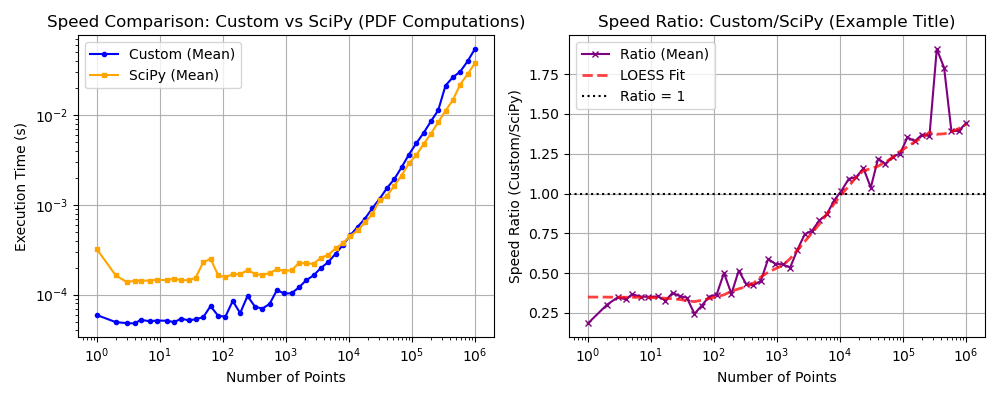 Speed Comparison: Custom vs SciPy (PDF Computations)
Custom (Mean)
SciPy (Mean)
Execution Time (s)
10⁻²
10⁻³
10⁻⁴
10⁰ 10¹ 10² 10³ 10⁴ 10⁵ 10⁶
Number of Points
Speed Ratio: Custom/SciPy (Example Title)
Ratio (Mean)
LOESS Fit
Ratio = 1
Speed Ratio (Custom/SciPy)
1.75
1.50
1.25
1.00
0.75
0.50
0.25
10⁰ 10¹ 10² 10³ 10⁴ 10⁵ 10⁶
Number of Points